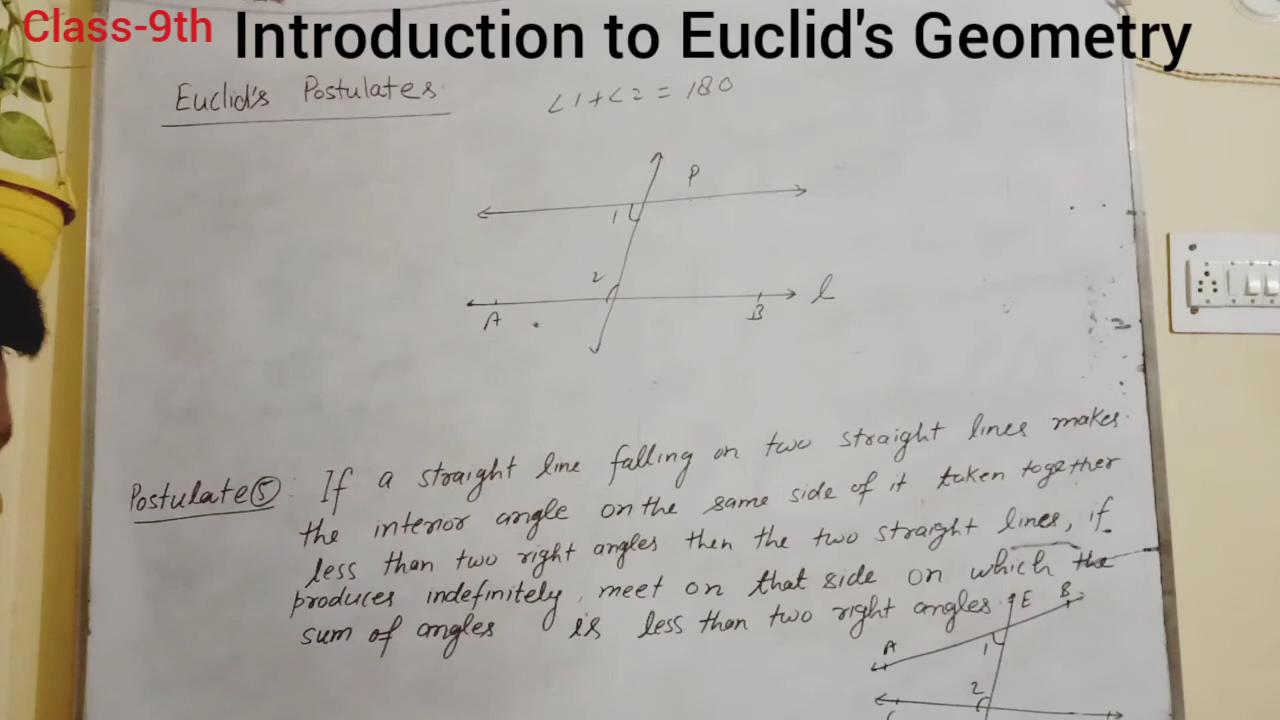 Class-9th Introduction to Euclid's Geometry
Euclid's Postulates
∠1+∠2 = 180
P
1
2
l
A
B
Postulate ⑤: If a straight line falling on two straight lines makes
the interior angle on the same side of it taken together
less than two right angles then the two straight lines, if
produces indefinitely, meet on that side on which the
sum of angles is less than two right angles.
E
B
A
1
2